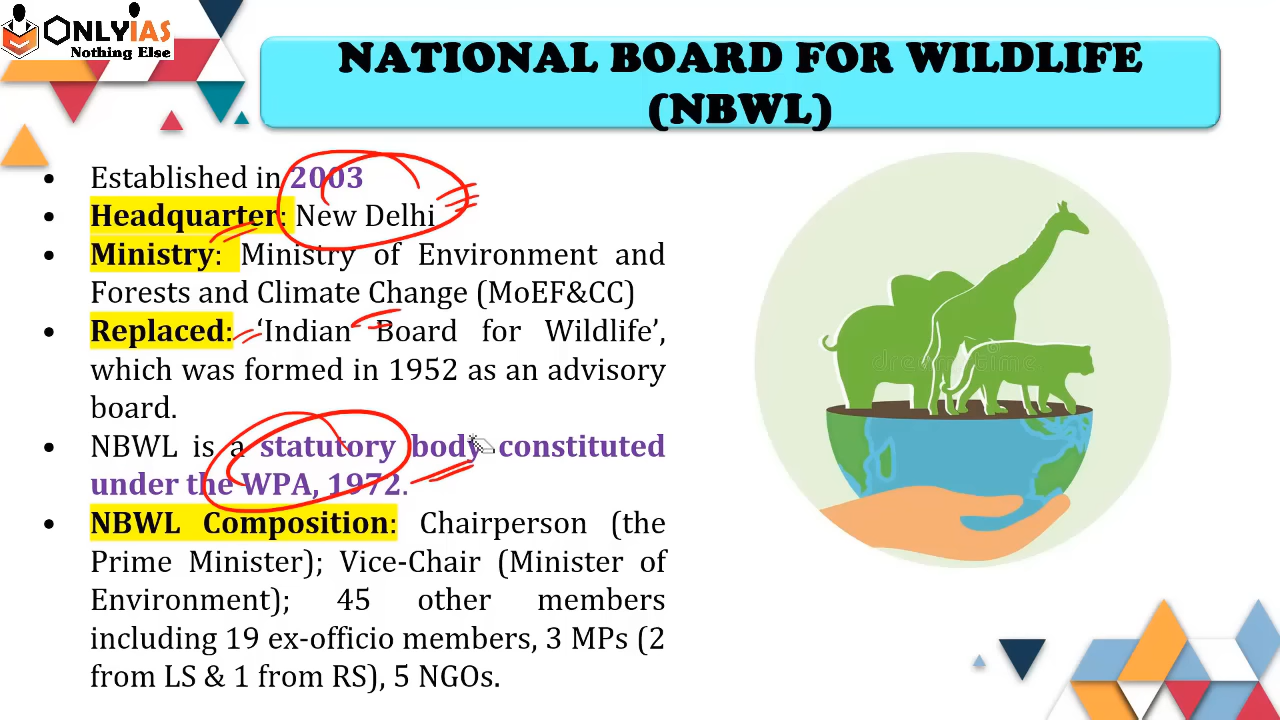 ONLYIAS
Nothing Else
NATIONAL BOARD FOR WILDLIFE
(NBWL)
• Established in 2003
• Headquarter: New Delhi
• Ministry: Ministry of Environment and
Forests and Climate Change (MoEF&CC)
• Replaced: ‘Indian Board for Wildlife’,
which was formed in 1952 as an advisory
board.
• NBWL is a statutory body constituted
under the WPA, 1972.
• NBWL Composition: Chairperson (the
Prime Minister); Vice-Chair (Minister of
Environment); 45 other members
including 19 ex-officio members, 3 MPs (2
from LS & 1 from RS), 5 NGOs.
dreamstime